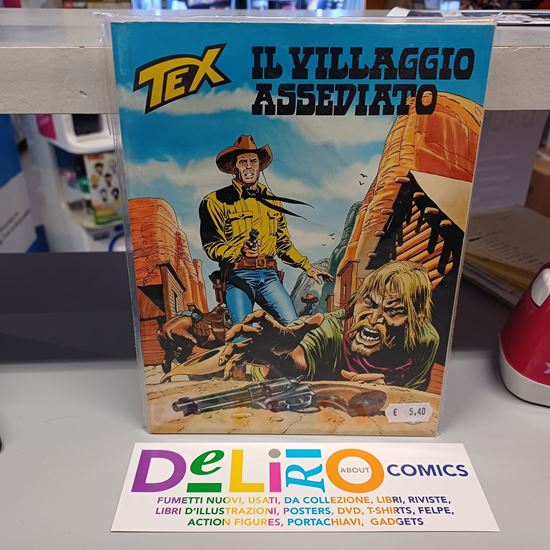 TEX
IL VILLAGGIO
ASSEDIATO
€ 5,40
DeLiRiO ABOUT COMICS
FUMETTI NUOVI, USATI, DA COLLEZIONE, LIBRI, RIVISTE,
LIBRI D'ILLUSTRAZIONI, POSTERS, DVD, T-SHIRTS, FELPE,
ACTION FIGURES, PORTACHIAVI, GADGETS